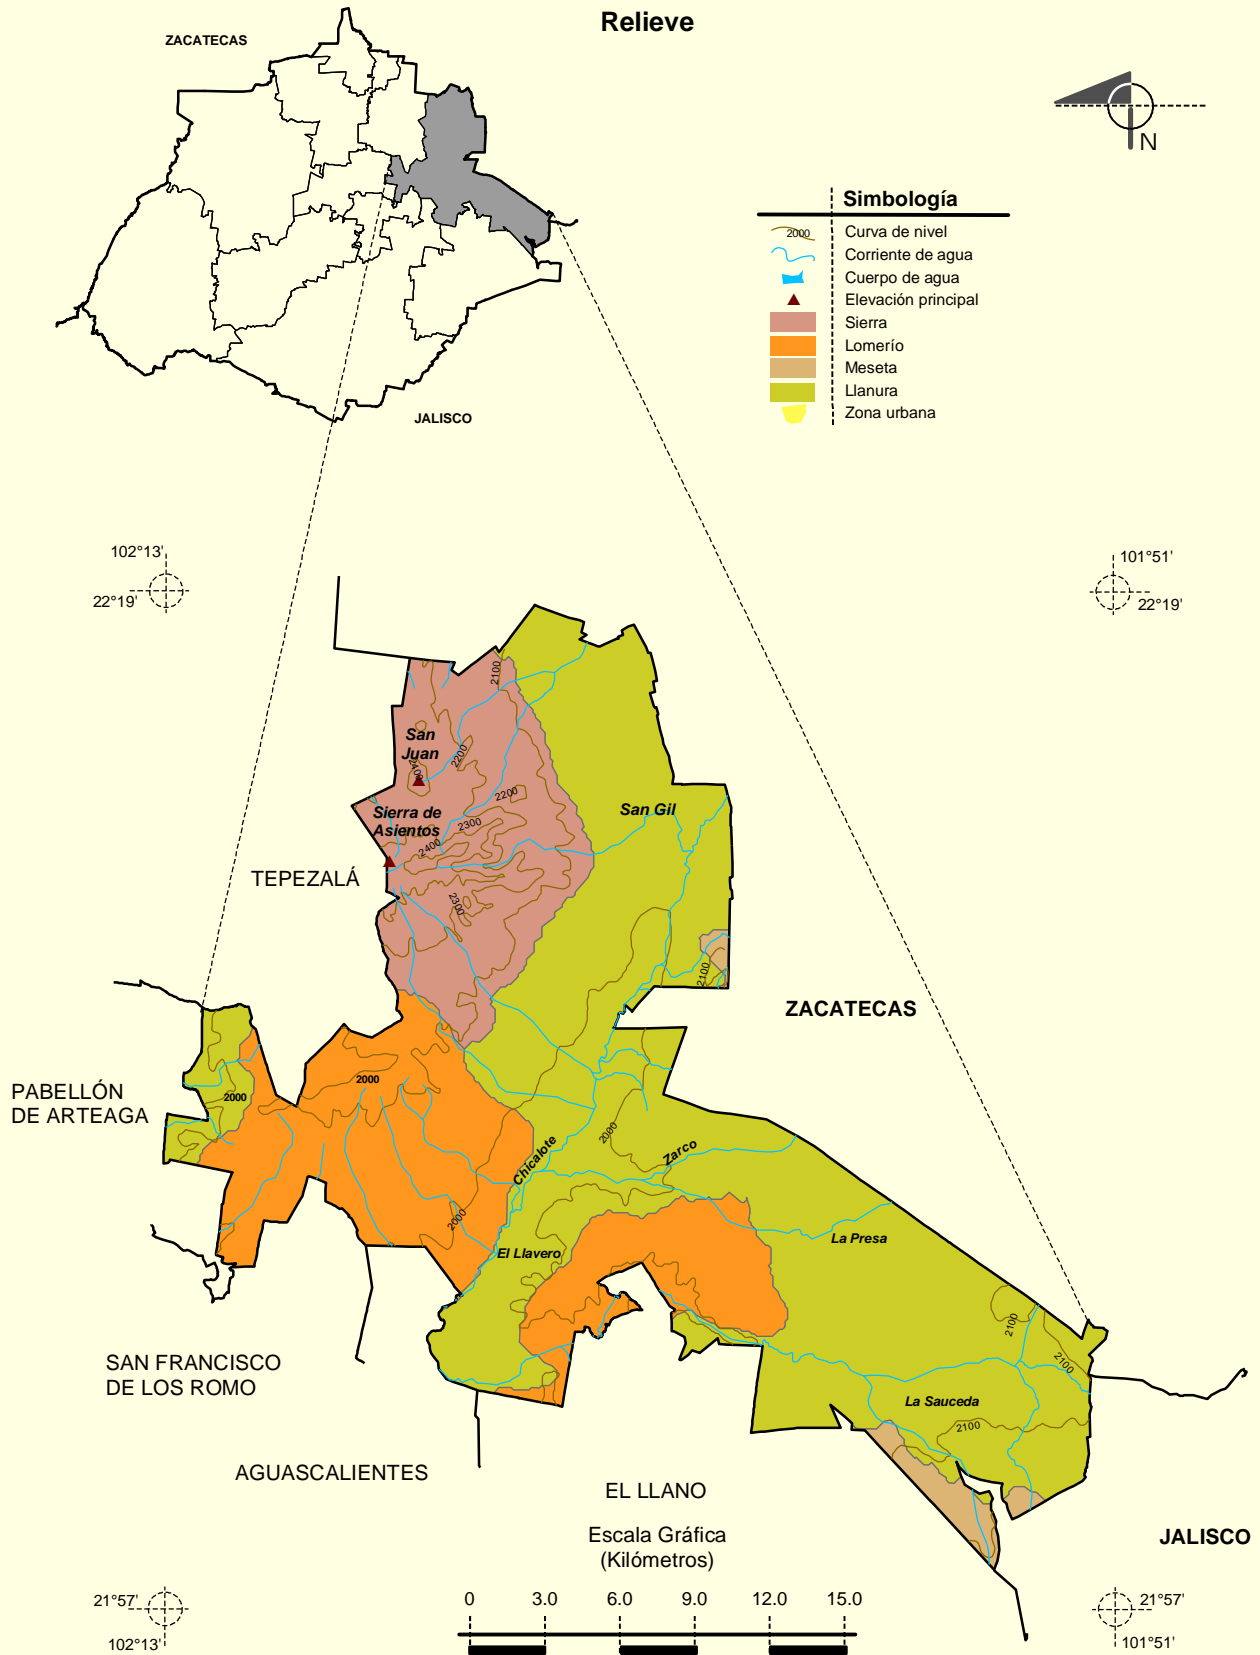 Relieve
ZACATECAS
JALISCO
N
Simbología
2000 Curva de nivel
Corriente de agua
Cuerpo de agua
Elevación principal
Sierra
Lomerío
Meseta
Llanura
Zona urbana
102°13'
22°19'
101°51'
22°19'
2100
San
Juan
2200
2400
2200
Sierra de
Asientos
2300
2400
San Gil
TEPEZALÁ
2300
2100
ZACATECAS
2000
PABELLÓN
DE ARTEAGA
2000
2000
Chicalote
Zarco
2000
La Presa
El Llavero
2100
2100
SAN FRANCISCO
DE LOS ROMO
La Sauceda
2100
AGUASCALIENTES
EL LLANO
Escala Gráfica
(Kilómetros)
JALISCO
0 3.0 6.0 9.0 12.0 15.0
21°57'
102°13'
21°57'
101°51'